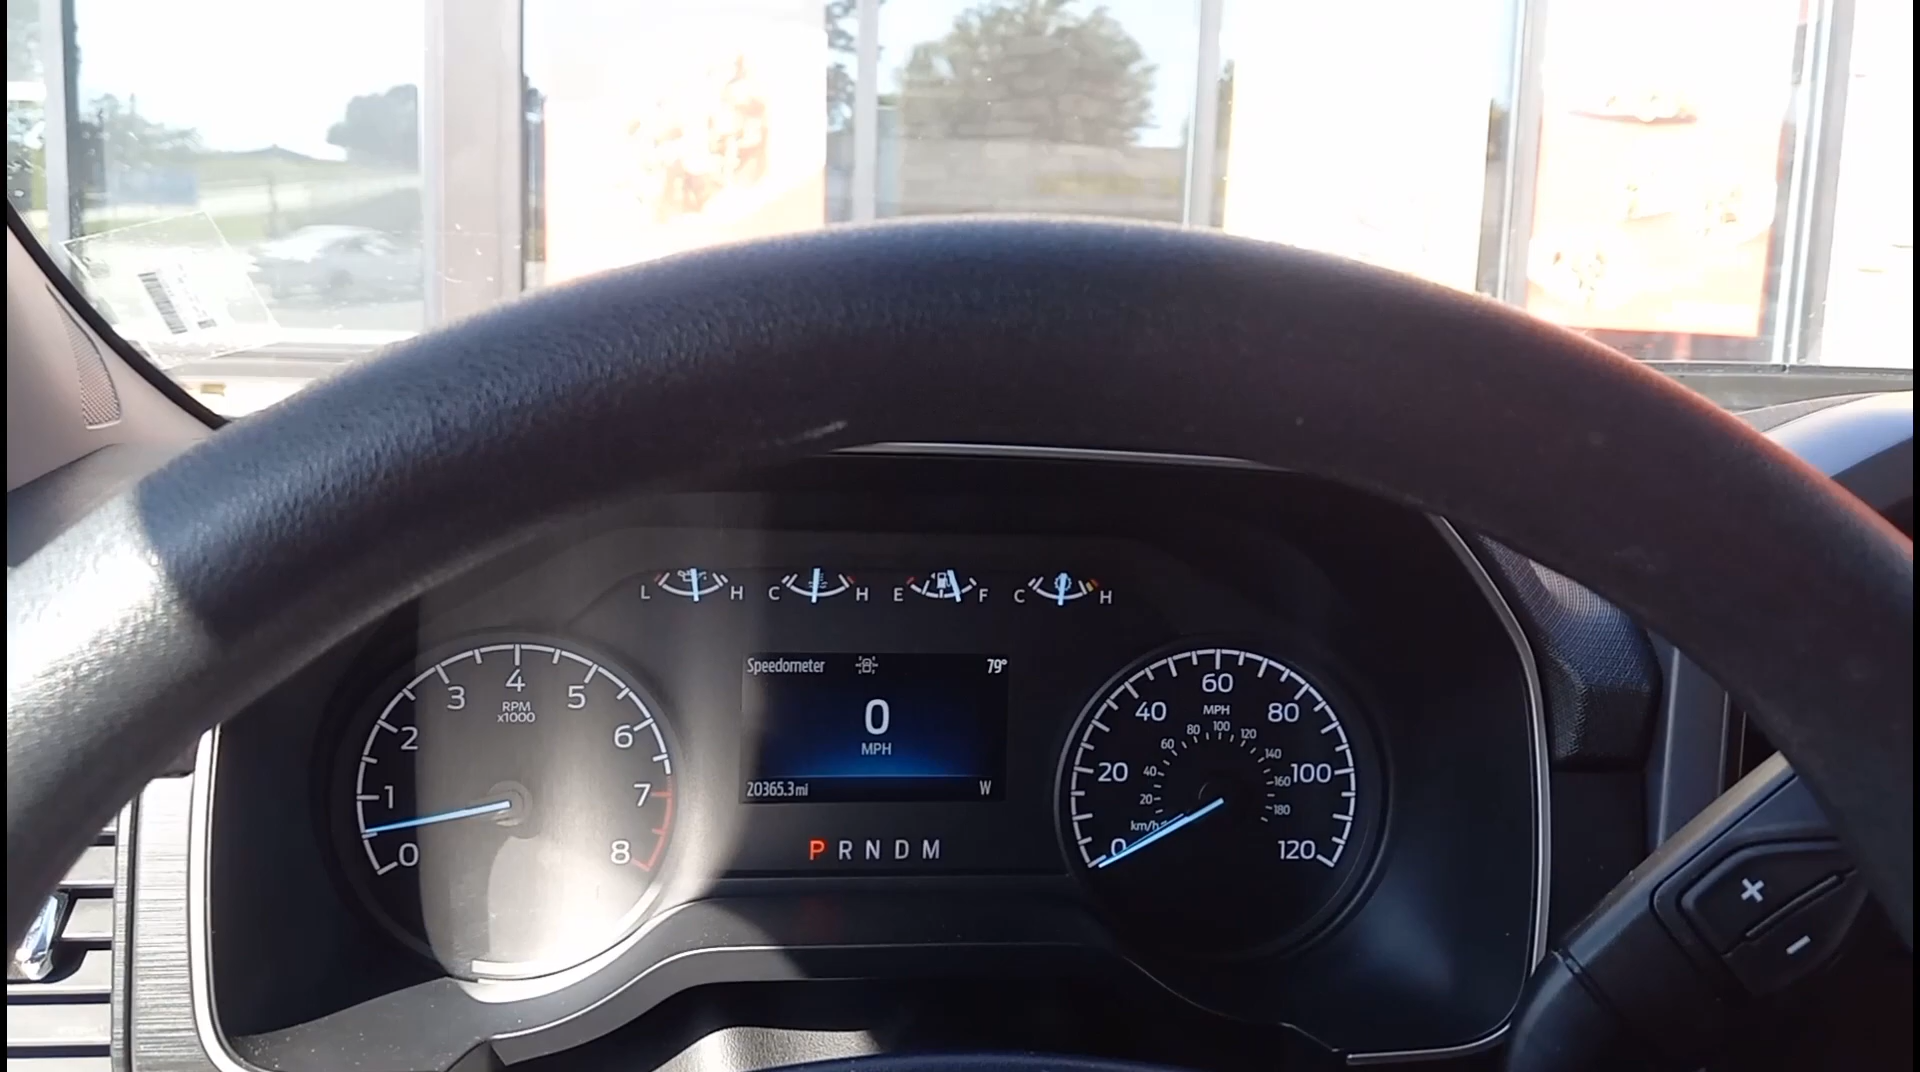 L H C H E F C H
Speedometer 79°
0
MPH
20365.3 mi W
P R N D M
0 1 2 3 4 5 6 7 8
RPM
x1000
0 20 40 60 80 100 120
MPH
20 40 60 80 100 120 140 160 180
km/h
+
-